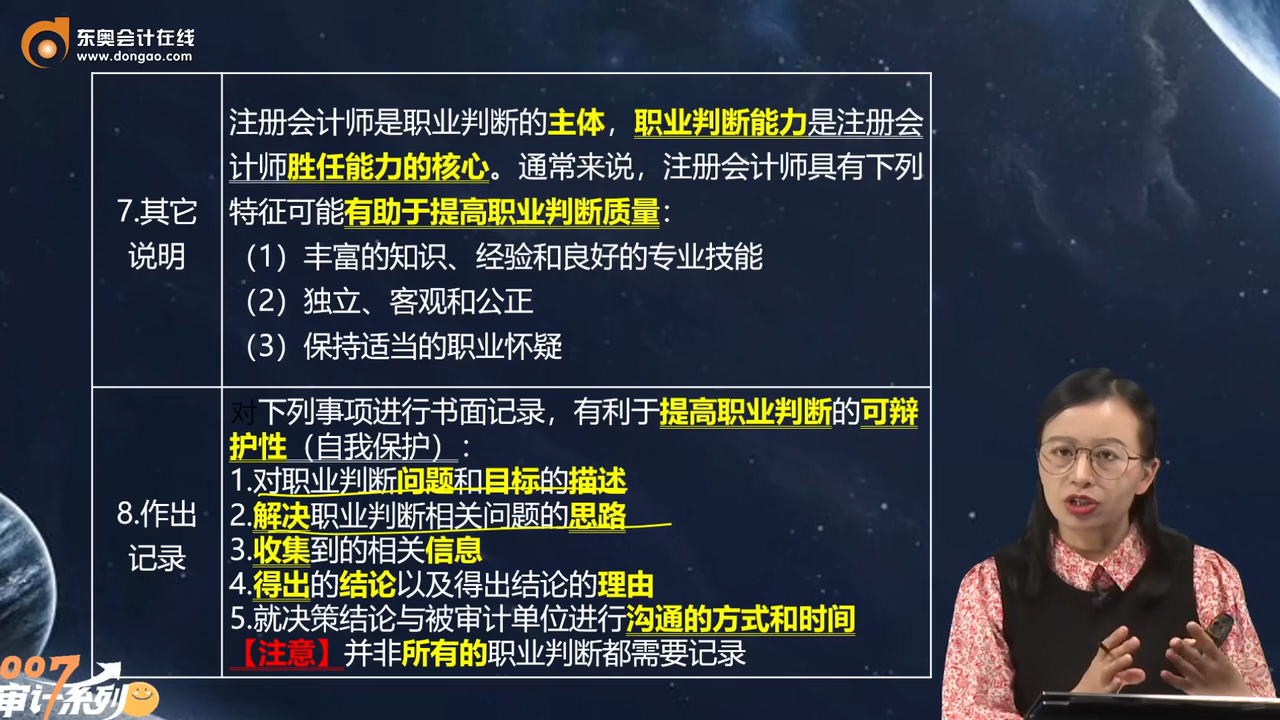 东奥会计在线
www.dongao.com
7.其它
说明
注册会计师是职业判断的主体，职业判断能力是注册会
计师胜任能力的核心。通常来说，注册会计师具有下列
特征可能有助于提高职业判断质量：
（1）丰富的知识、经验和良好的专业技能
（2）独立、客观和公正
（3）保持适当的职业怀疑
8.作出
记录
对下列事项进行书面记录，有利于提高职业判断的可辩
护性（自我保护）：
1.对职业判断问题和目标的描述
2.解决职业判断相关问题的思路
3.收集到的相关信息
4.得出的结论以及得出结论的理由
5.就决策结论与被审计单位进行沟通的方式和时间
【注意】并非所有的职业判断都需要记录
007
审计系列